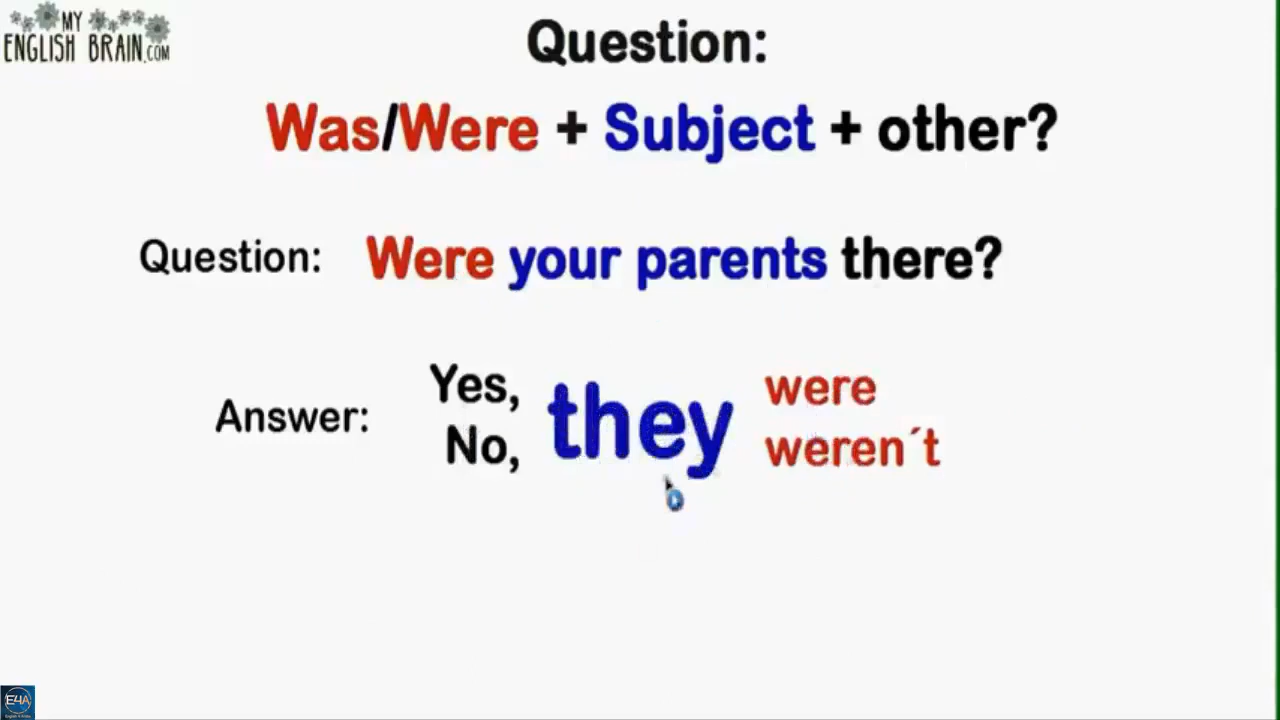 MY
ENGLISH BRAIN.COM
Question:
Was/Were + Subject + other?
Question: Were your parents there?
Answer: Yes, they were
No, weren´t
E4A